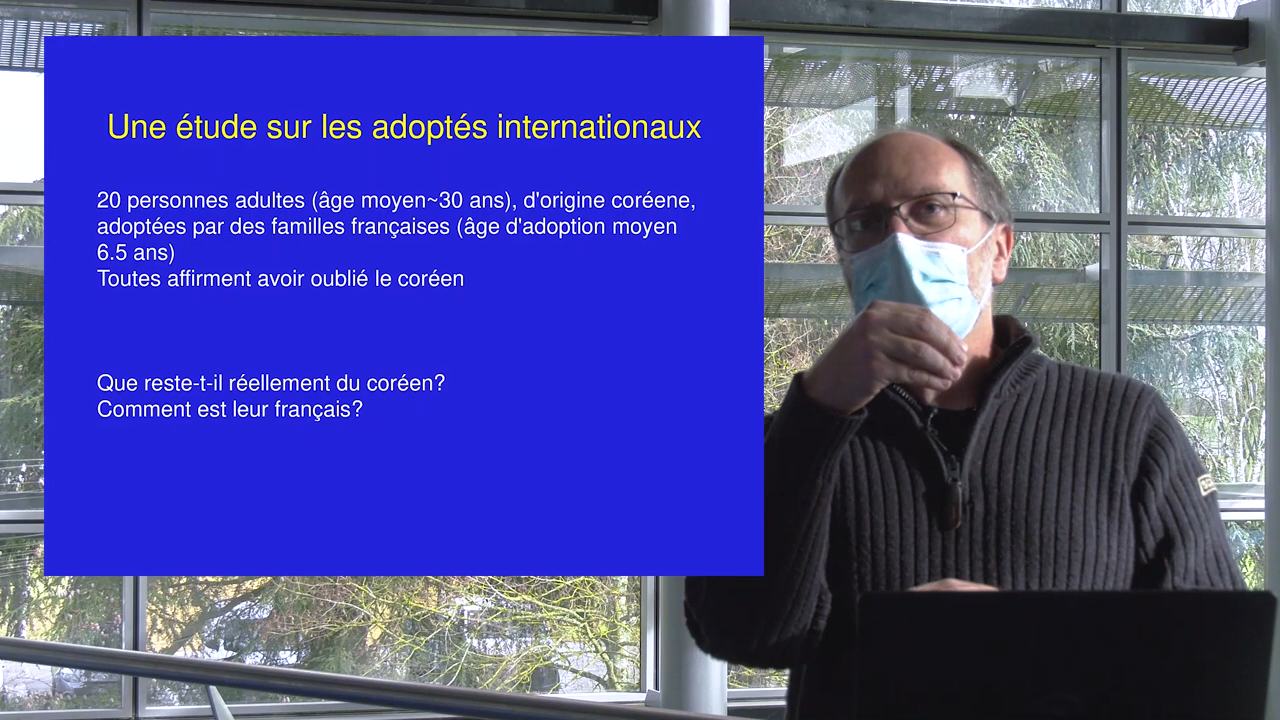 Une étude sur les adoptés internationaux
20 personnes adultes (âge moyen~30 ans), d'origine coréene,
adoptées par des familles françaises (âge d'adoption moyen
6.5 ans)
Toutes affirment avoir oublié le coréen
Que reste-t-il réellement du coréen?
Comment est leur français?